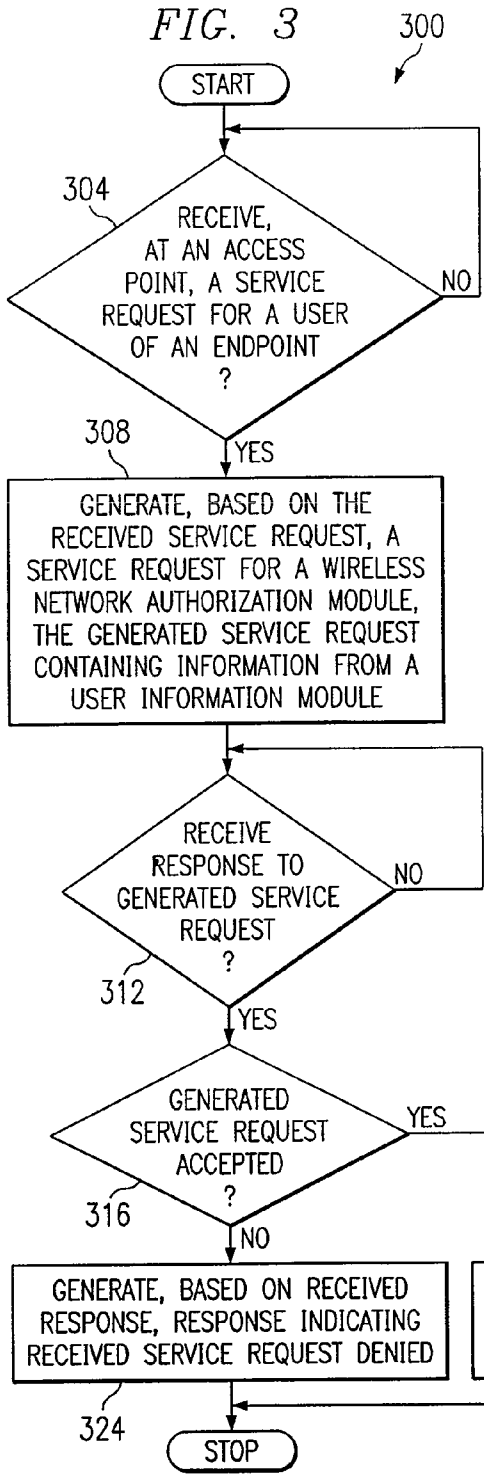 FIG. 3
300
START
304
RECEIVE,
AT AN ACCESS
POINT, A SERVICE
REQUEST FOR A USER
OF AN ENDPOINT
?
NO
YES
308
GENERATE, BASED ON THE
RECEIVED SERVICE REQUEST, A
SERVICE REQUEST FOR A WIRELESS
NETWORK AUTHORIZATION MODULE,
THE GENERATED SERVICE REQUEST
CONTAINING INFORMATION FROM A
USER INFORMATION MODULE
RECEIVE
RESPONSE TO
GENERATED SERVICE
REQUEST
?
NO
312
YES
GENERATED
SERVICE REQUEST
ACCEPTED
?
YES
316
NO
GENERATE, BASED ON RECEIVED
RESPONSE, RESPONSE INDICATING
RECEIVED SERVICE REQUEST DENIED
324
STOP